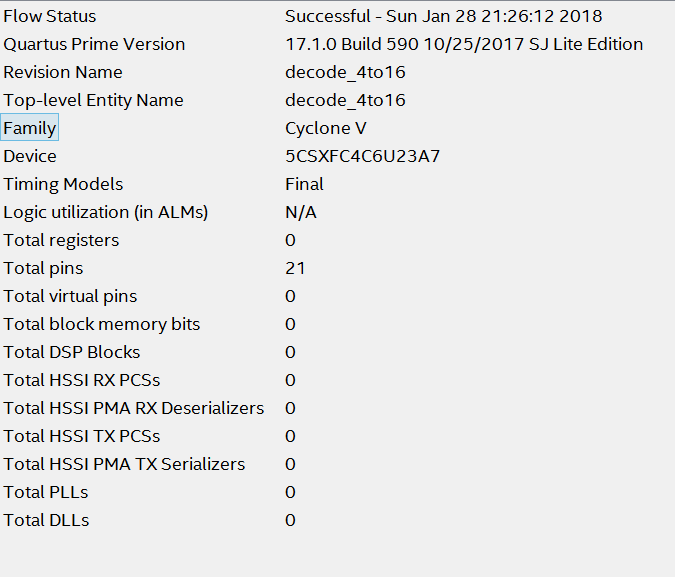 Flow Status Successful - Sun Jan 28 21:26:12 2018
Quartus Prime Version 17.1.0 Build 590 10/25/2017 SJ Lite Edition
Revision Name decode_4to16
Top-level Entity Name decode_4to16
Family Cyclone V
Device 5CSXFC4C6U23A7
Timing Models Final
Logic utilization (in ALMs) N/A
Total registers 0
Total pins 21
Total virtual pins 0
Total block memory bits 0
Total DSP Blocks 0
Total HSSI RX PCSs 0
Total HSSI PMA RX Deserializers 0
Total HSSI TX PCSs 0
Total HSSI PMA TX Serializers 0
Total PLLs 0
Total DLLs 0